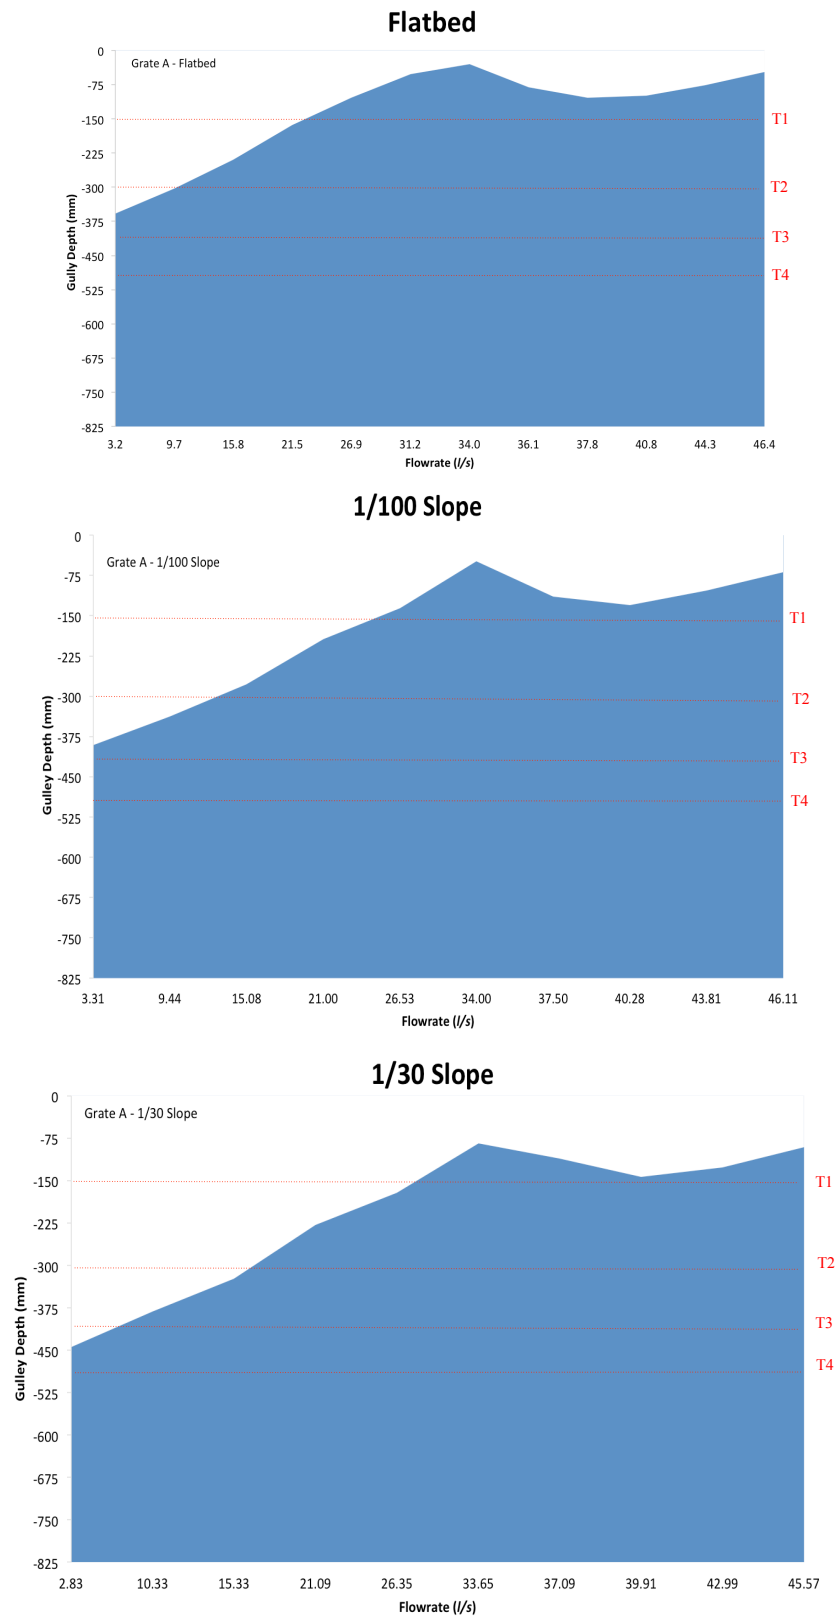 Flatbed
0
Grate A - Flatbed
-75
-150
T1
-225
-300
T2
-375
T3
-450
T4
-525
-600
-675
-750
-825
Gully Depth (mm)
3.2 9.7 15.8 21.5 26.9 31.2 34.0 36.1 37.8 40.8 44.3 46.4
Flowrate (l/s)
1/100 Slope
0
Grate A - 1/100 Slope
-75
-150
T1
-225
-300
T2
-375
T3
-450
T4
-525
-600
-675
-750
-825
Gulley Depth (mm)
3.31 9.44 15.08 21.00 26.53 34.00 37.50 40.28 43.81 46.11
Flowrate (l/s)
1/30 Slope
0
Grate A - 1/30 Slope
-75
-150
T1
-225
-300
T2
-375
T3
-450
T4
-525
-600
-675
-750
-825
Gulley Depth (mm)
2.83 10.33 15.33 21.09 26.35 33.65 37.09 39.91 42.99 45.57
Flowrate (l/s)